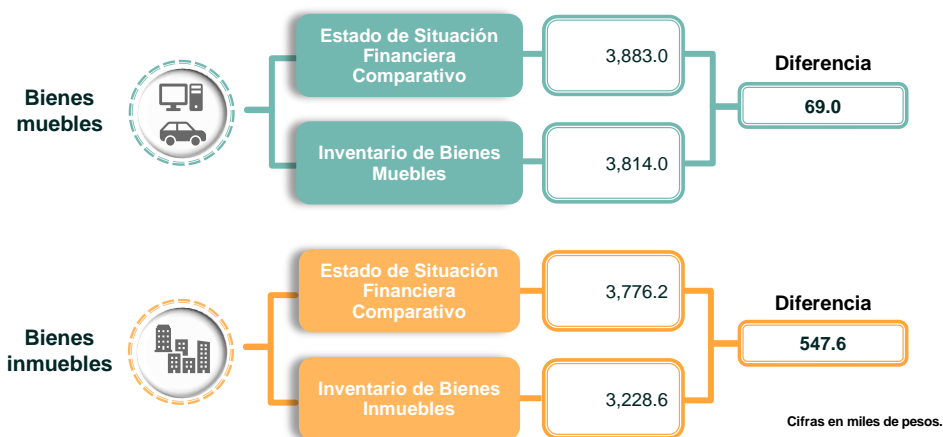 Bienes
muebles
Estado de Situación
Financiera
Comparativo
3,883.0
Inventario de Bienes
Muebles
3,814.0
Diferencia
69.0
Bienes
inmuebles
Estado de Situación
Financiera
Comparativo
3,776.2
Inventario de Bienes
Inmuebles
3,228.6
Diferencia
547.6
Cifras en miles de pesos.